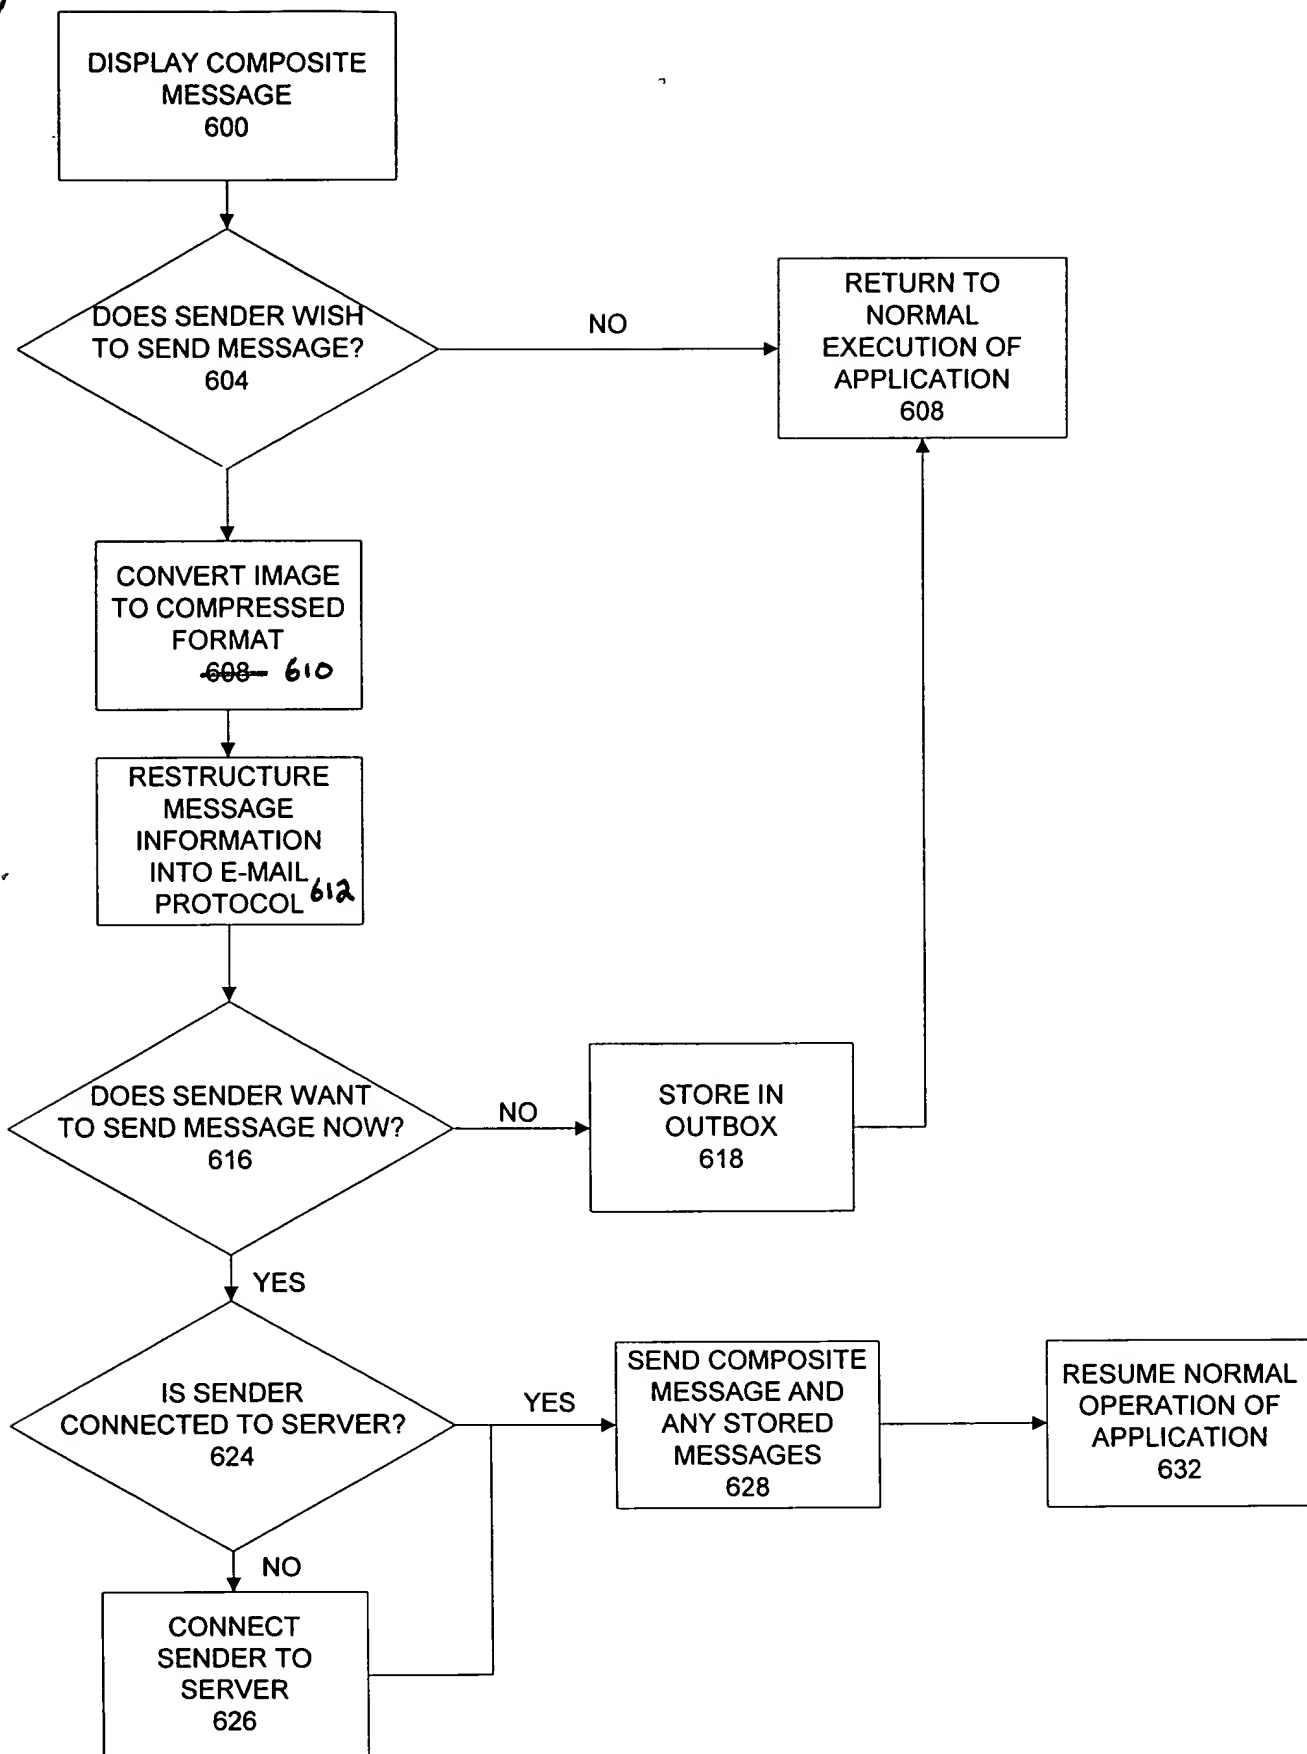 DISPLAY COMPOSITE
MESSAGE
600
DOES SENDER WISH
TO SEND MESSAGE?
604
NO
RETURN TO
NORMAL
EXECUTION OF
APPLICATION
608
CONVERT IMAGE
TO COMPRESSED
FORMAT
608 610
RESTRUCTURE
MESSAGE
INFORMATION
INTO E-MAIL
PROTOCOL 612
DOES SENDER WANT
TO SEND MESSAGE NOW?
616
NO
STORE IN
OUTBOX
618
YES
IS SENDER
CONNECTED TO SERVER?
624
YES
SEND COMPOSITE
MESSAGE AND
ANY STORED
MESSAGES
628
RESUME NORMAL
OPERATION OF
APPLICATION
632
NO
CONNECT
SENDER TO
SERVER
626